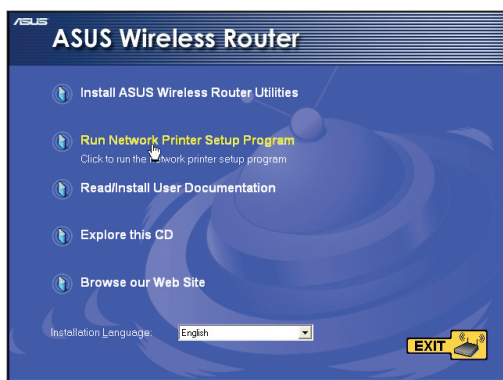 ASUS
ASUS Wireless Router
Install ASUS Wireless Router Utilities
Run Network Printer Setup Program
Click to run the network printer setup program
Read/Install User Documentation
Explore this CD
Browse our Web Site
Installation Language: English
EXIT